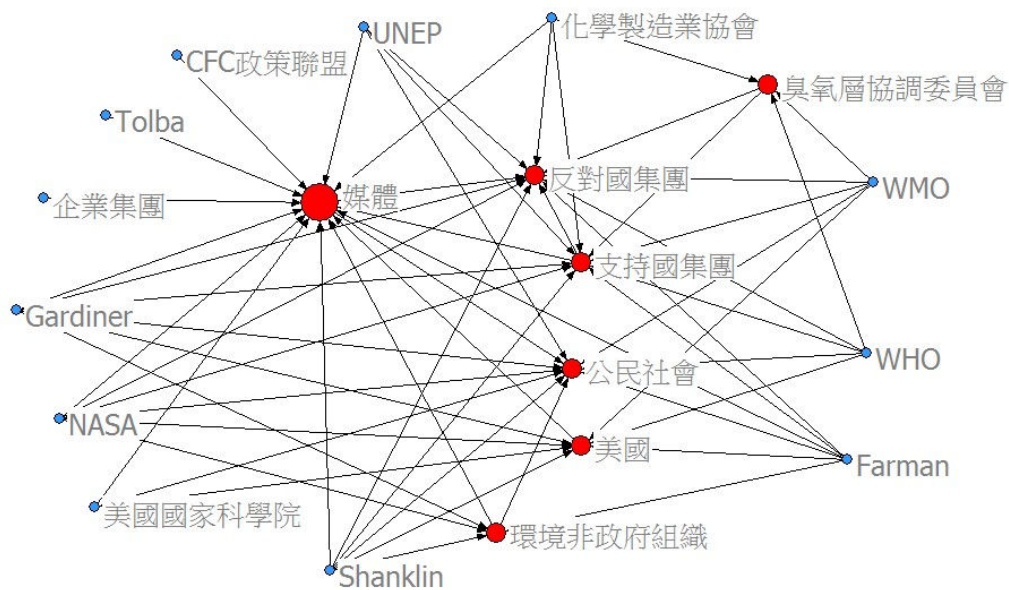 UNEP
化學製造業協會
CFC政策聯盟
臭氧層協調委員會
Tolba
反對國集團
WMO
企業集團
媒體
支持國集團
Gardiner
公民社會
WHO
NASA
美國
Farman
美國國家科學院
環境非政府組織
Shanklin